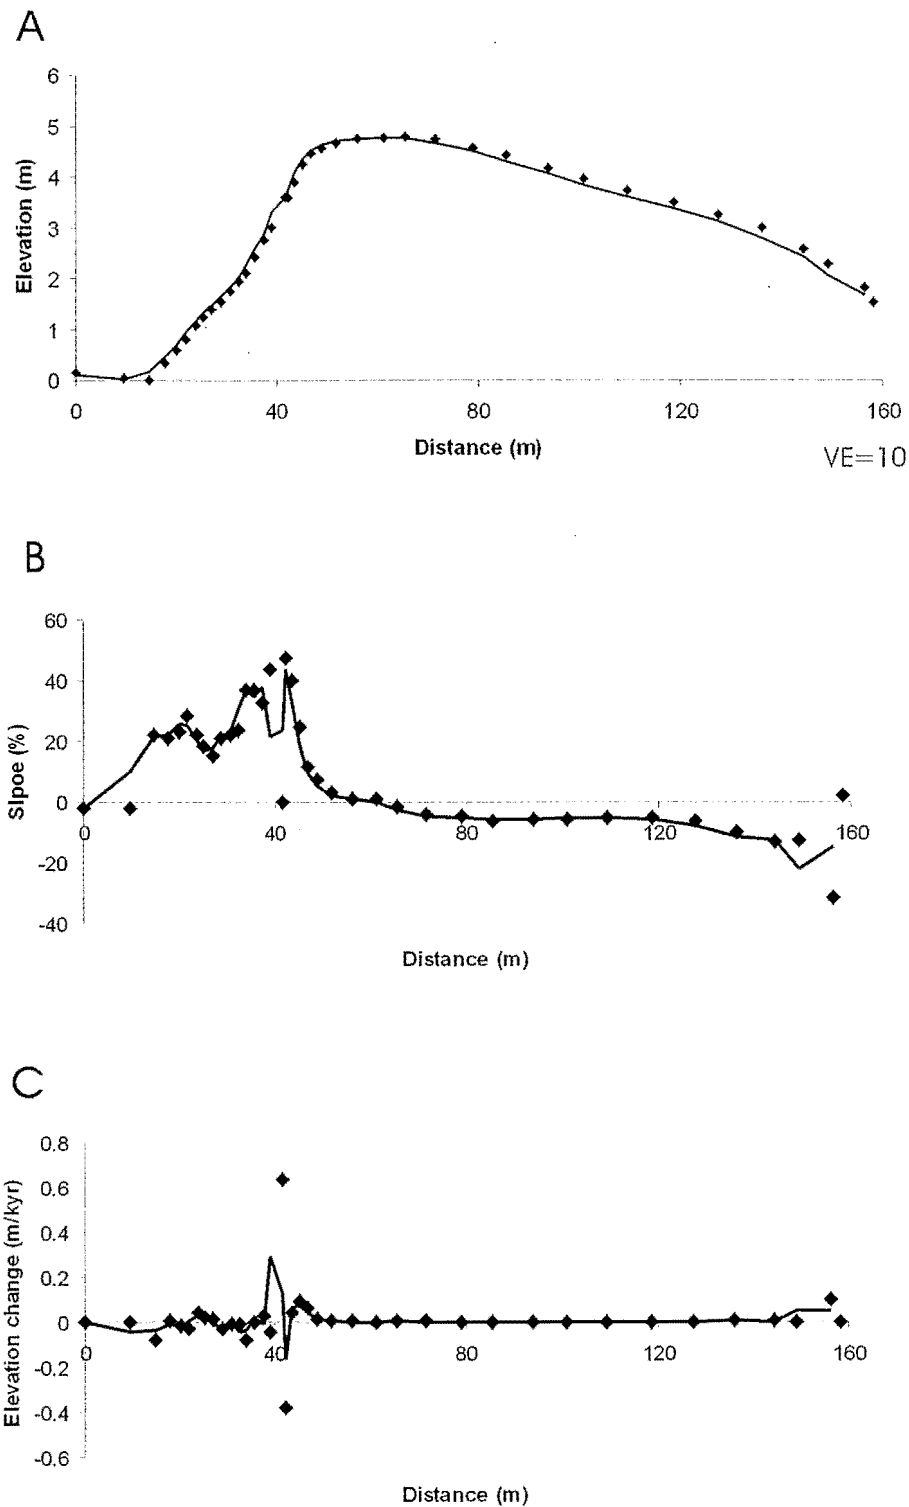 A
6
5
4
3
2
1
0
Elevation (m)
0 40 80 120 160
Distance (m)
VE=10
B
60
40
20
0
-20
-40
Slpoe (%)
0 40 80 120 160
Distance (m)
C
0.8
0.6
0.4
0.2
0
-0.2
-0.4
-0.6
Elevation change (m/kyr)
0 40 80 120 160
Distance (m)